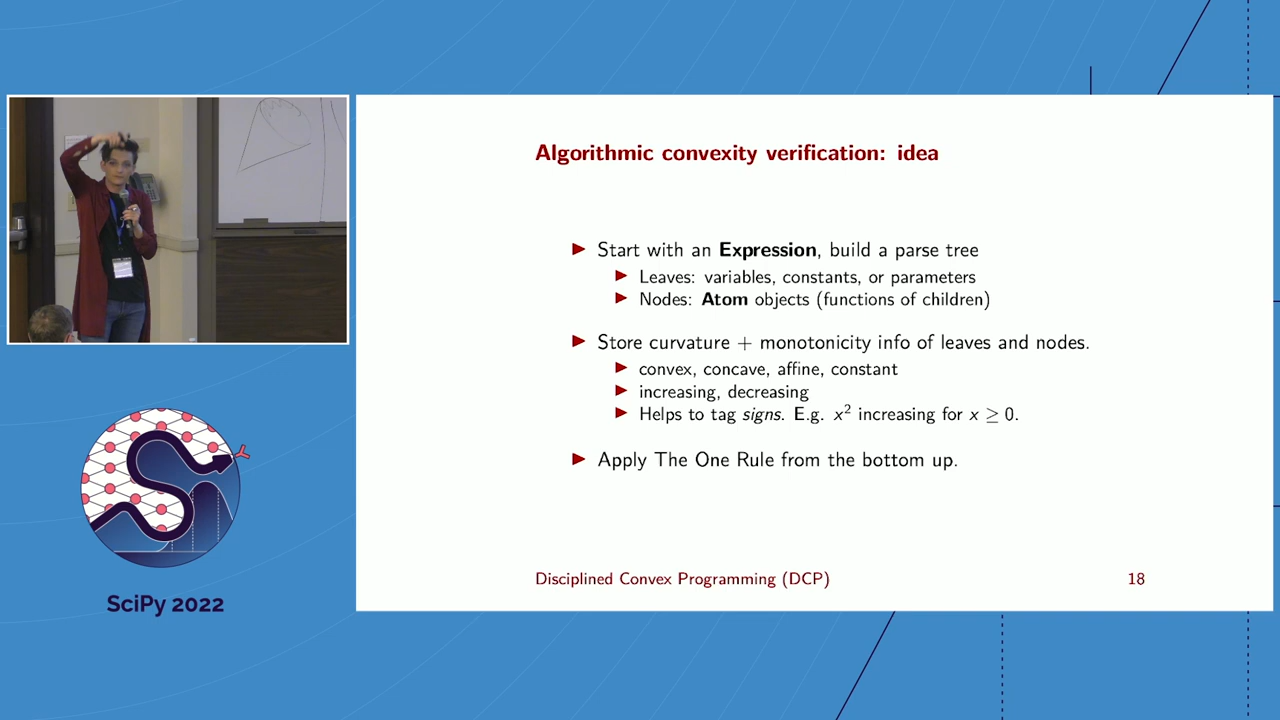 Algorithmic convexity verification: idea
▶ Start with an Expression, build a parse tree
▶ Leaves: variables, constants, or parameters
▶ Nodes: Atom objects (functions of children)
▶ Store curvature + monotonicity info of leaves and nodes.
▶ convex, concave, affine, constant
▶ increasing, decreasing
▶ Helps to tag signs. E.g. x² increasing for x ≥ 0.
▶ Apply The One Rule from the bottom up.
Disciplined Convex Programming (DCP) 18
SciPy 2022